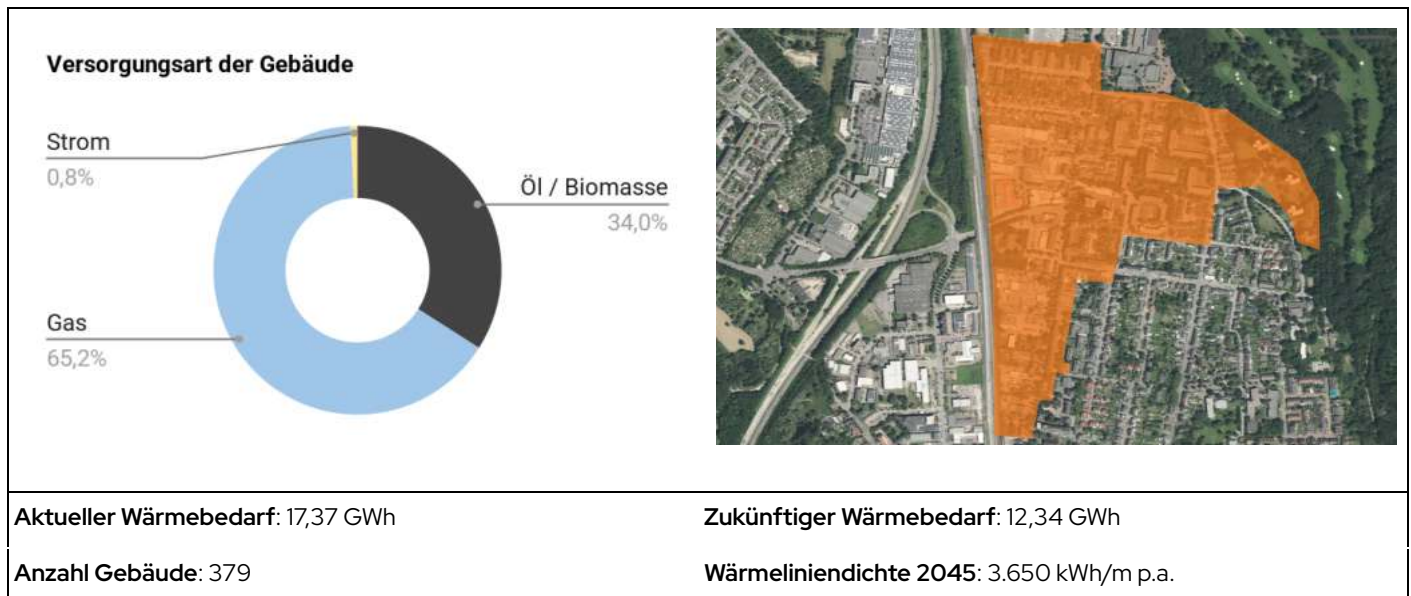 Versorgungsart der Gebäude
Strom
0,8%
Öl / Biomasse
34,0%
Gas
65,2%
Aktueller Wärmebedarf: 17,37 GWh
Zukünftiger Wärmebedarf: 12,34 GWh
Anzahl Gebäude: 379
Wärmeliniendichte 2045: 3.650 kWh/m p.a.